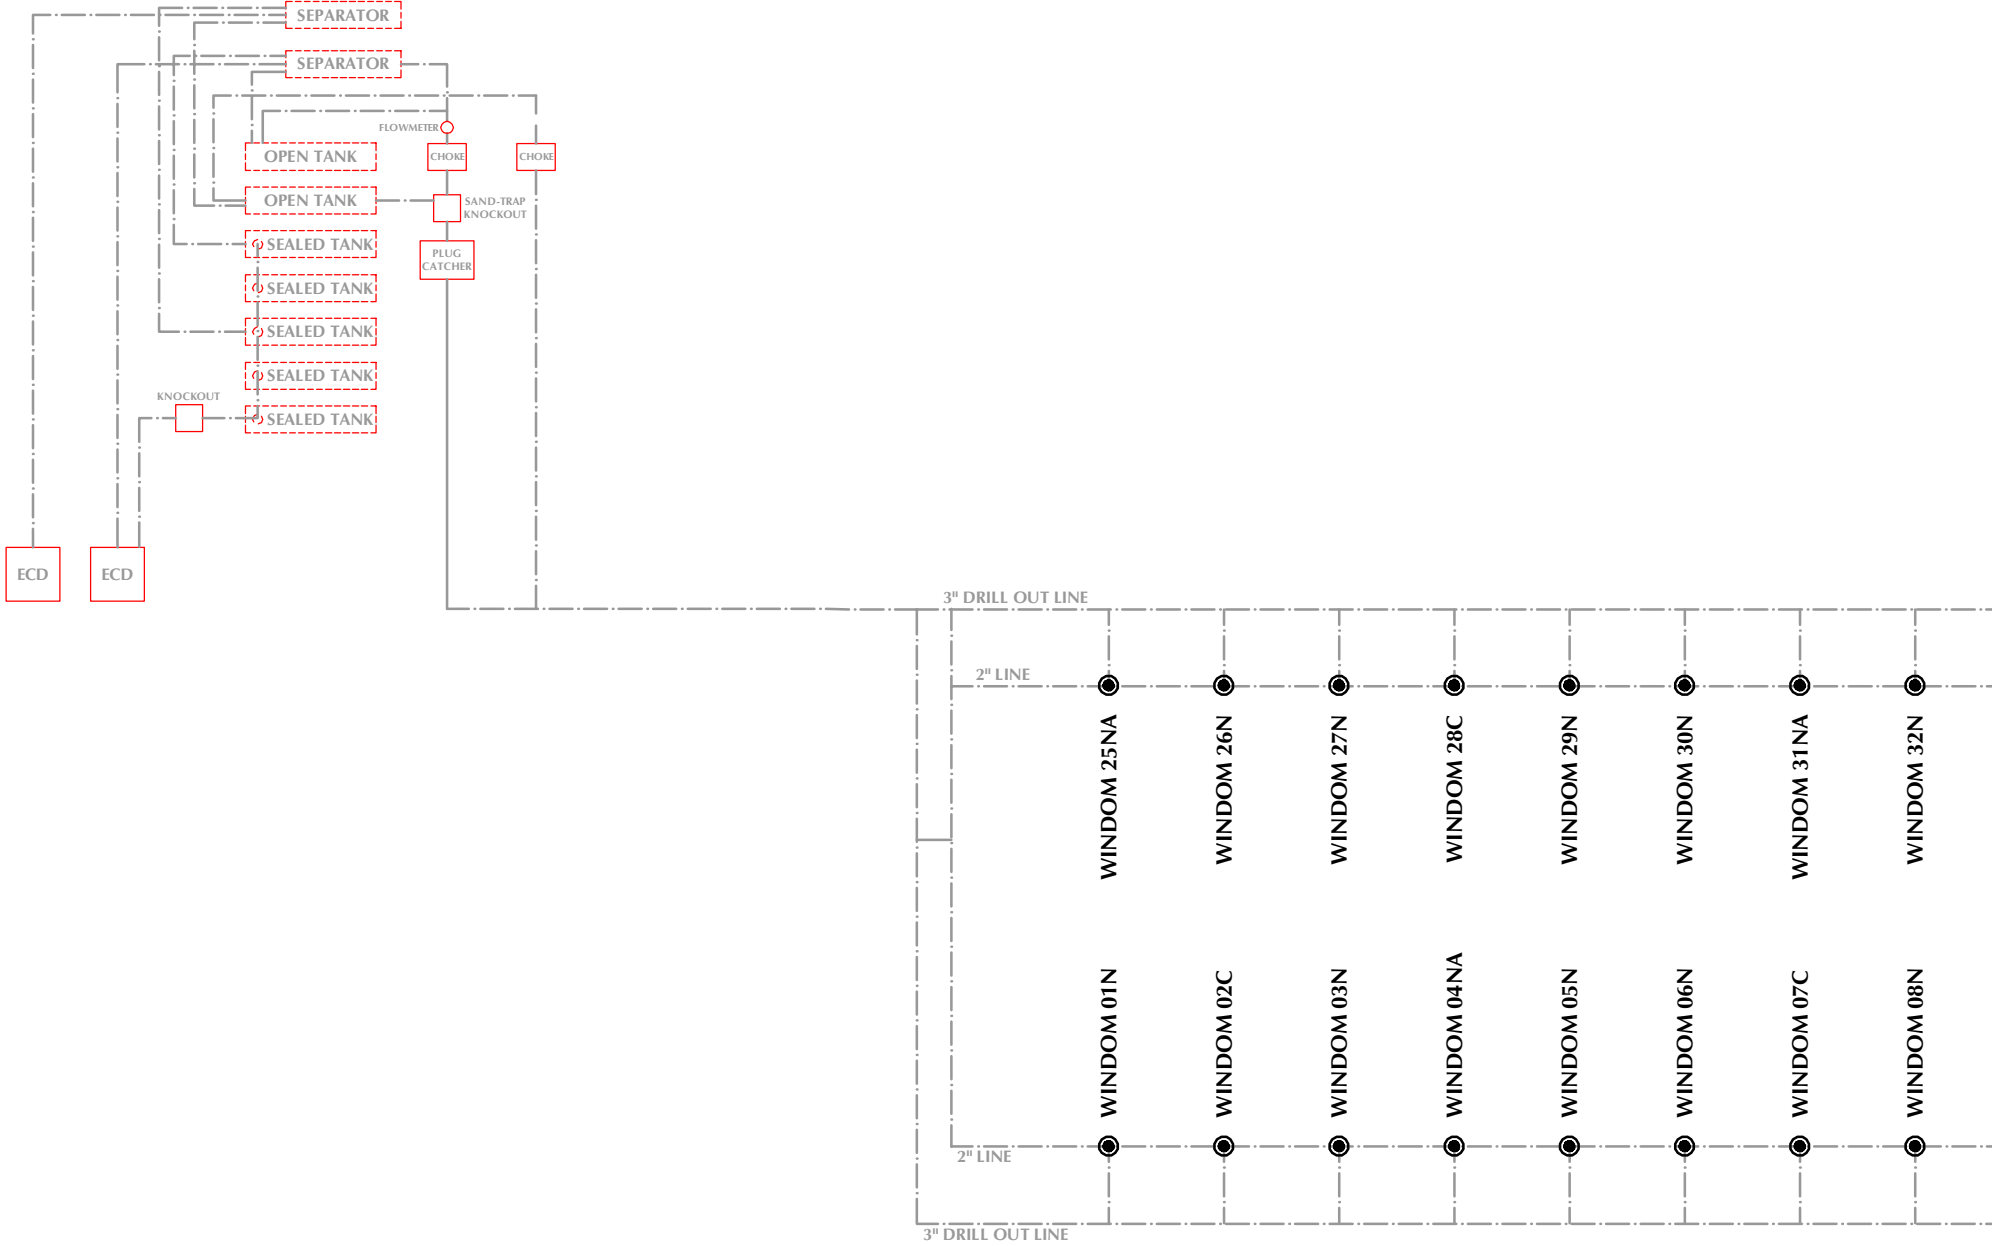 SEPARATOR
SEPARATOR
FLOWMETER
OPEN TANK
CHOKE
CHOKE
OPEN TANK
SAND-TRAP
KNOCKOUT
SEALED TANK
PLUG
CATCHER
SEALED TANK
SEALED TANK
SEALED TANK
KNOCKOUT
SEALED TANK
ECD
ECD
3" DRILL OUT LINE
2" LINE
WINDOM 25NA
WINDOM 26N
WINDOM 27N
WINDOM 28C
WINDOM 29N
WINDOM 30N
WINDOM 31NA
WINDOM 32N
WINDOM 01N
WINDOM 02C
WINDOM 03N
WINDOM 04NA
WINDOM 05N
WINDOM 06N
WINDOM 07C
WINDOM 08N
2" LINE
3" DRILL OUT LINE